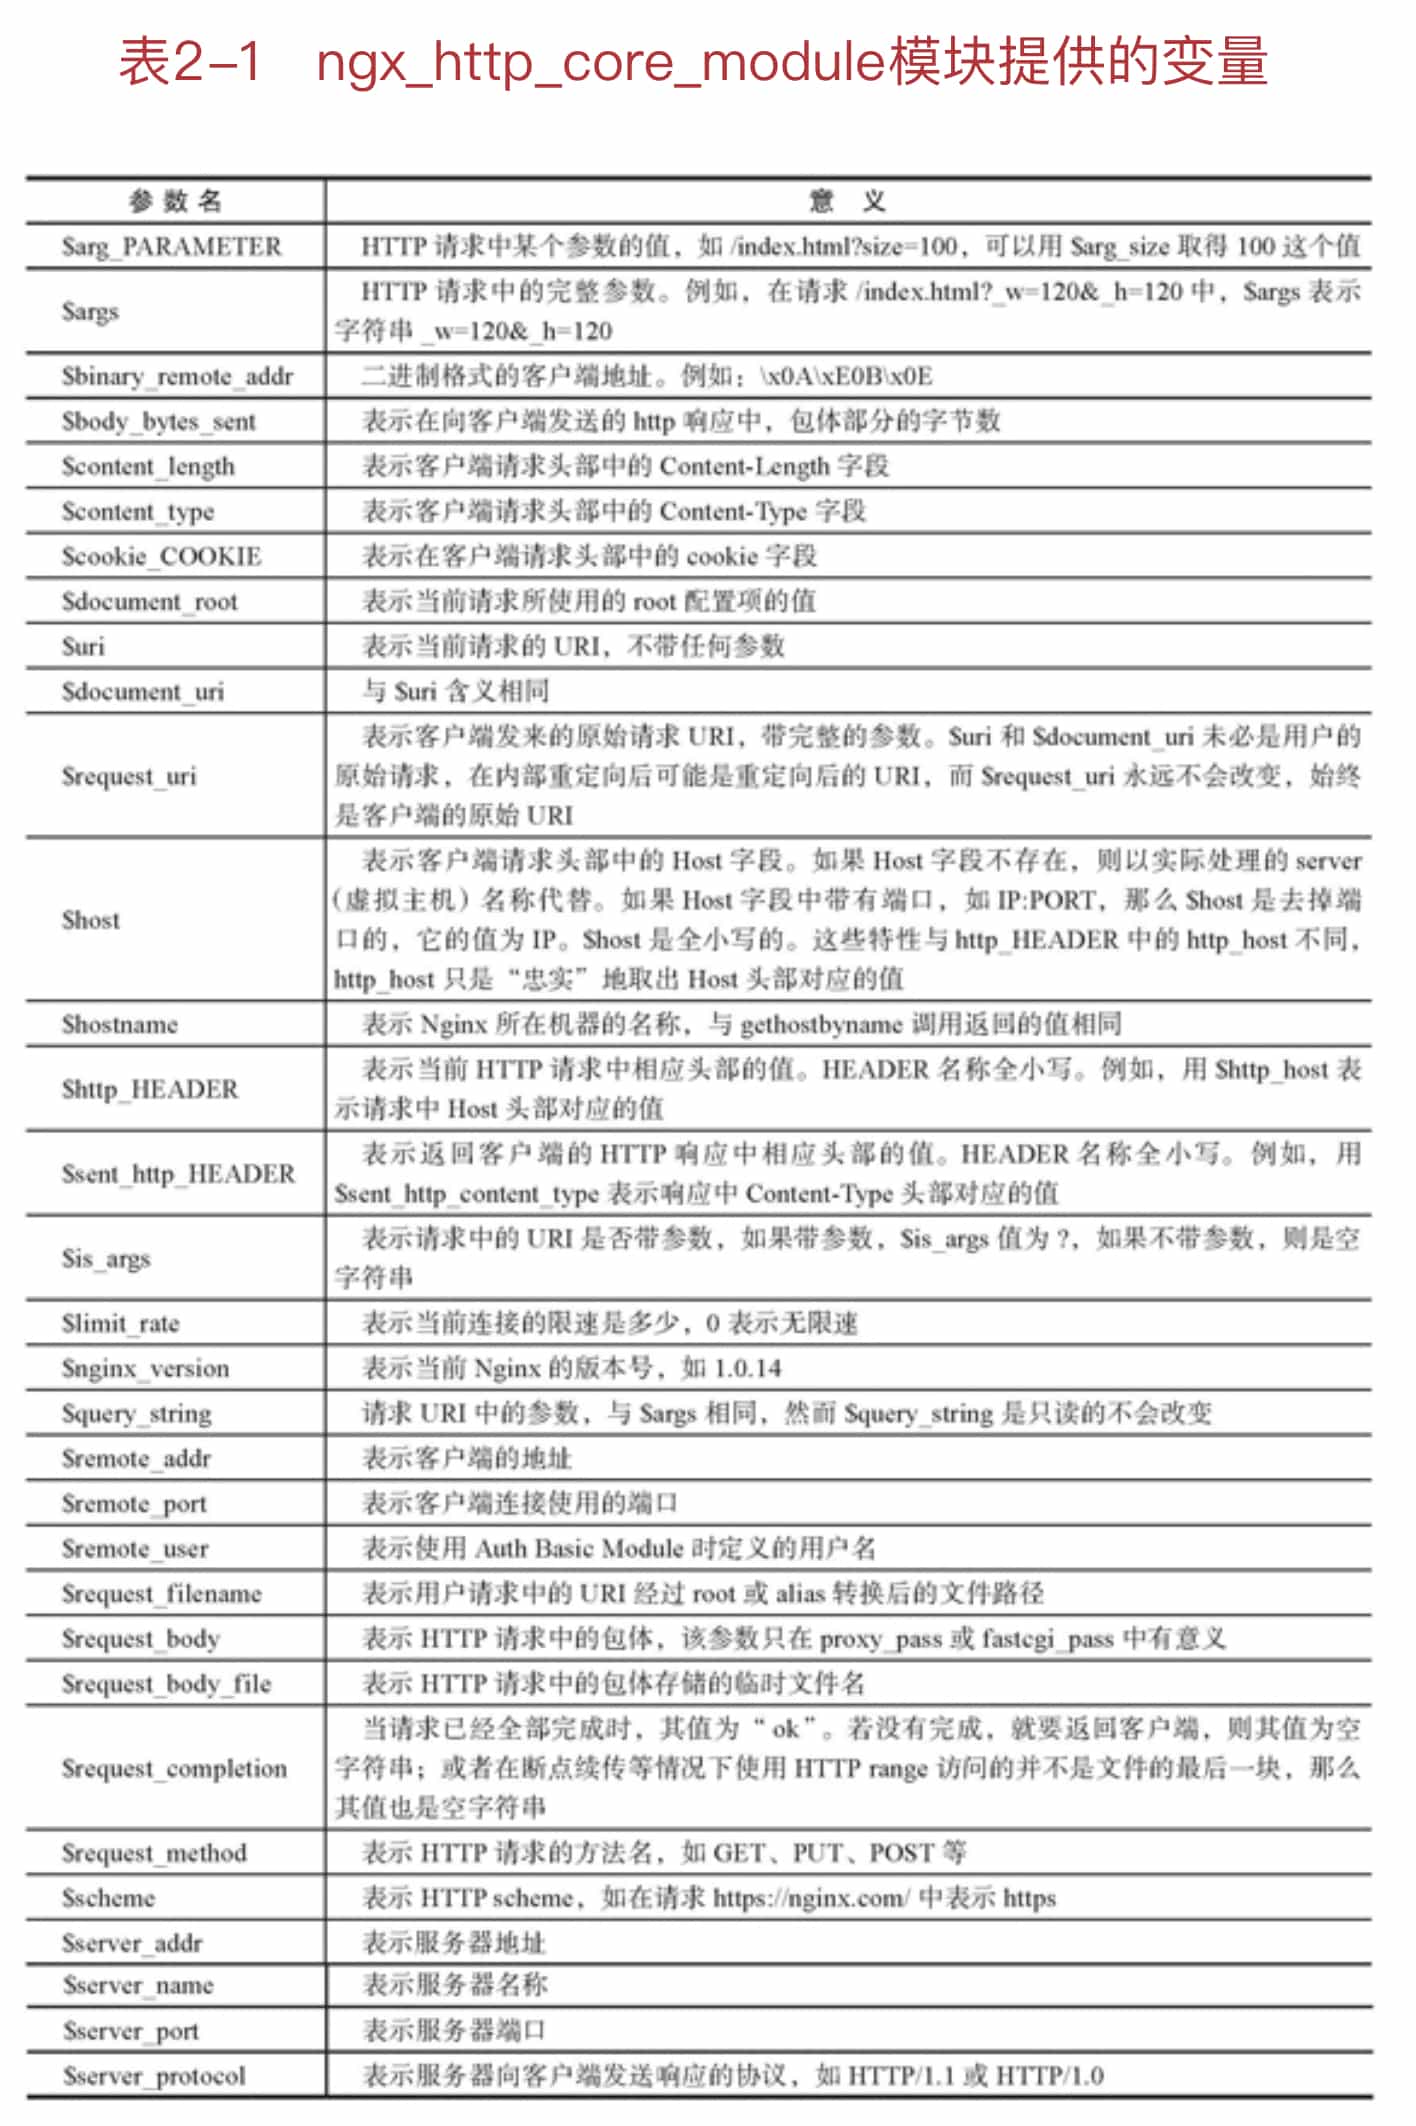 表2-1 ngx_http_core_module模块提供的变量
参数名 意义
$arg_PARAMETER HTTP 请求中某个参数的值，如 /index.html?size=100，可以用 $arg_size 取得 100 这个值
HTTP 请求中的完整参数。例如，在请求 /index.html?_w=120&_h=120 中，$args 表示
$args
字符串 _w=120&_h=120
$binary_remote_addr 二进制格式的客户端地址。例如：\x0A\xE0B\x0E
$body_bytes_sent 表示在向客户端发送的 http 响应中，包体部分的字节数
$content_length 表示客户端请求头部中的 Content-Length 字段
$content_type 表示客户端请求头部中的 Content-Type 字段
$cookie_COOKIE 表示在客户端请求头部中的 cookie 字段
$document_root 表示当前请求所使用的 root 配置项的值
$uri 表示当前请求的 URI，不带任何参数
$document_uri 与 $uri 含义相同
表示客户端发来的原始请求 URI，带完整的参数。$uri 和 $document_uri 未必是用户的
$request_uri 原始请求，在内部重定向后可能是重定向后的 URI，而 $request_uri 永远不会改变，始终
是客户端的原始 URI
表示客户端请求头部中的 Host 字段。如果 Host 字段不存在，则以实际处理的 server
（虚拟主机）名称代替。如果 Host 字段中带有端口，如 IP:PORT，那么 $host 是去掉端
$host
口的，它的值为 IP。$host 是全小写的。这些特性与 http_HEADER 中的 http_host 不同，
http_host 只是“忠实”地取出 Host 头部对应的值
$hostname 表示 Nginx 所在机器的名称，与 gethostbyname 调用返回的值相同
表示当前 HTTP 请求中相应头部的值。HEADER 名称全小写。例如，用 $http_host 表
$http_HEADER
示请求中 Host 头部对应的值
表示返回客户端的 HTTP 响应中相应头部的值。HEADER 名称全小写。例如，用
$sent_http_HEADER
$sent_http_content_type 表示响应中 Content-Type 头部对应的值
表示请求中的 URI 是否带参数，如果带参数，$is_args 值为 ?，如果不带参数，则是空
$is_args
字符串
$limit_rate 表示当前连接的限速是多少，0 表示无限速
$nginx_version 表示当前 Nginx 的版本号，如 1.0.14
$query_string 请求 URI 中的参数，与 $args 相同，然而 $query_string 是只读的不会改变
$remote_addr 表示客户端的地址
$remote_port 表示客户端连接使用的端口
$remote_user 表示使用 Auth Basic Module 时定义的用户名
$request_filename 表示用户请求中的 URI 经过 root 或 alias 转换后的文件路径
$request_body 表示 HTTP 请求中的包体，该参数只在 proxy_pass 或 fastcgi_pass 中有意义
$request_body_file 表示 HTTP 请求中的包体存储的临时文件名
当请求已经全部完成时，其值为“ok”。若没有完成，就要返回客户端，则其值为空
$request_completion 字符串；或者在断点续传等情况下使用 HTTP range 访问的并不是文件的最后一块，那么
其值也是空字符串
$request_method 表示 HTTP 请求的方法名，如 GET、PUT、POST 等
$scheme 表示 HTTP scheme，如在请求 https://nginx.com/ 中表示 https
$server_addr 表示服务器地址
$server_name 表示服务器名称
$server_port 表示服务器端口
$server_protocol 表示服务器向客户端发送响应的协议，如 HTTP/1.1 或 HTTP/1.0